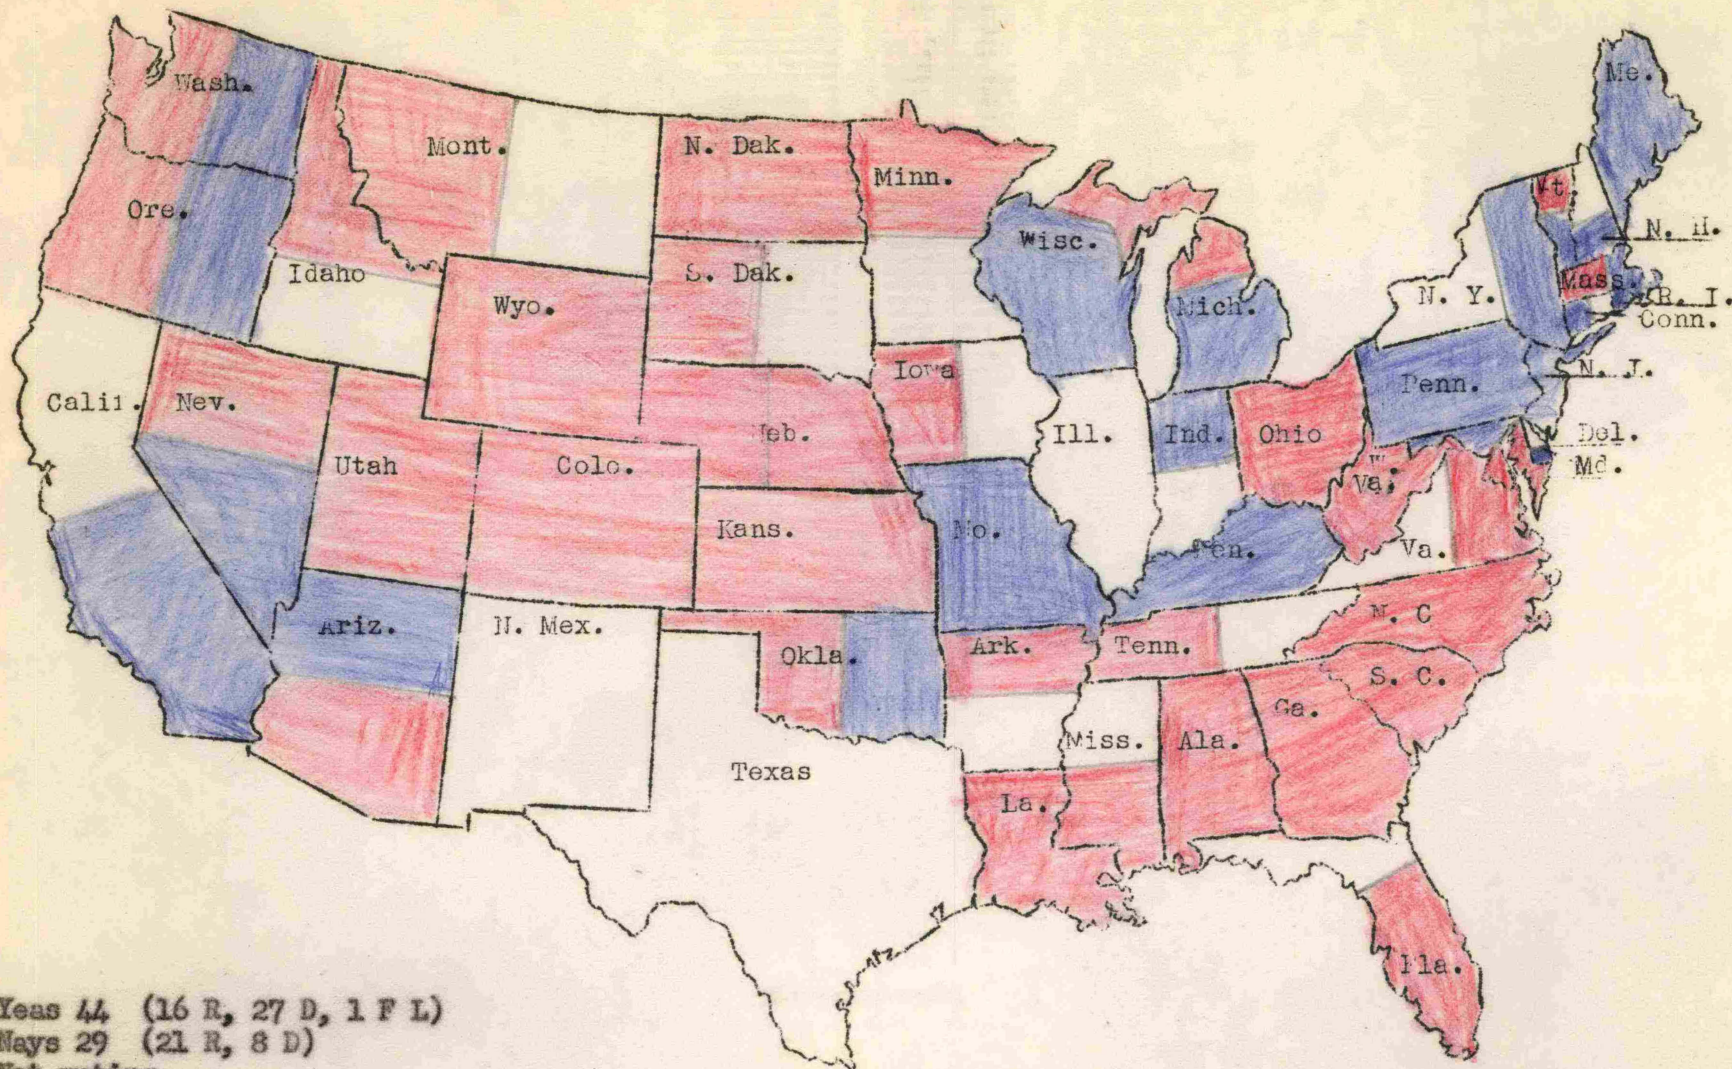 Me.
Wash.
Mont.
N. Dak.
Minn.
Vt.
Ore.
Wisc.
N. H.
Idaho
S. Dak.
Wyo.
Mich.
N. Y.
Mass.
R. I.
Conn.
Calif.
Nev.
Iowa
Penn.
N. J.
Neb.
Ill.
Ind.
Ohio
Del.
Utah
Colo.
W.
Va.
Md.
Kans.
Mo.
Ken.
Va.
Ariz.
N. Mex.
Okla.
Ark.
Tenn.
N. C
S. C.
Ga.
Miss.
Ala.
Texas
La.
Fla.
Yeas 44 (16 R, 27 D, 1 F L)
Nays 29 (21 R, 8 D)